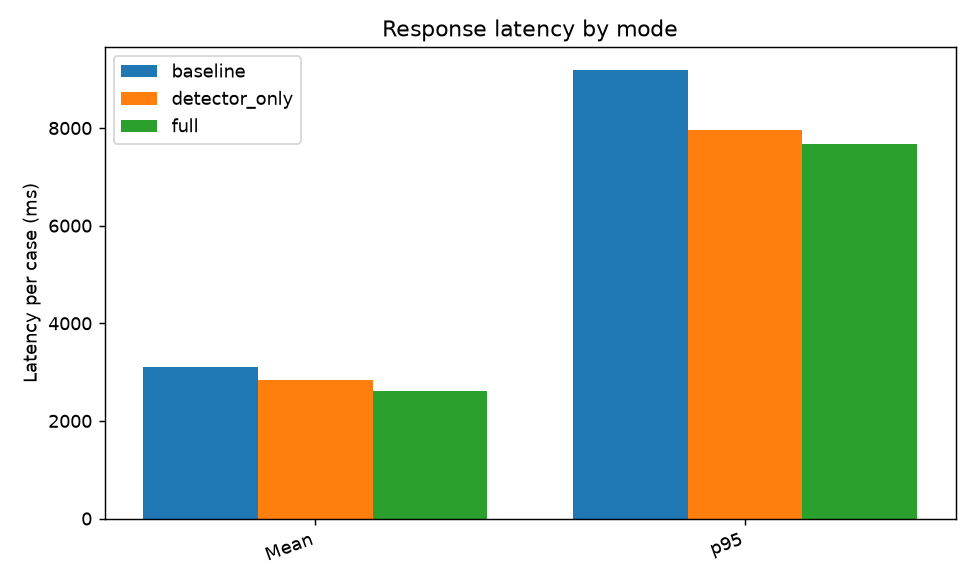 Response latency by mode
baseline
detector_only
full
Latency per case (ms)
8000
6000
4000
2000
0
Mean
p95